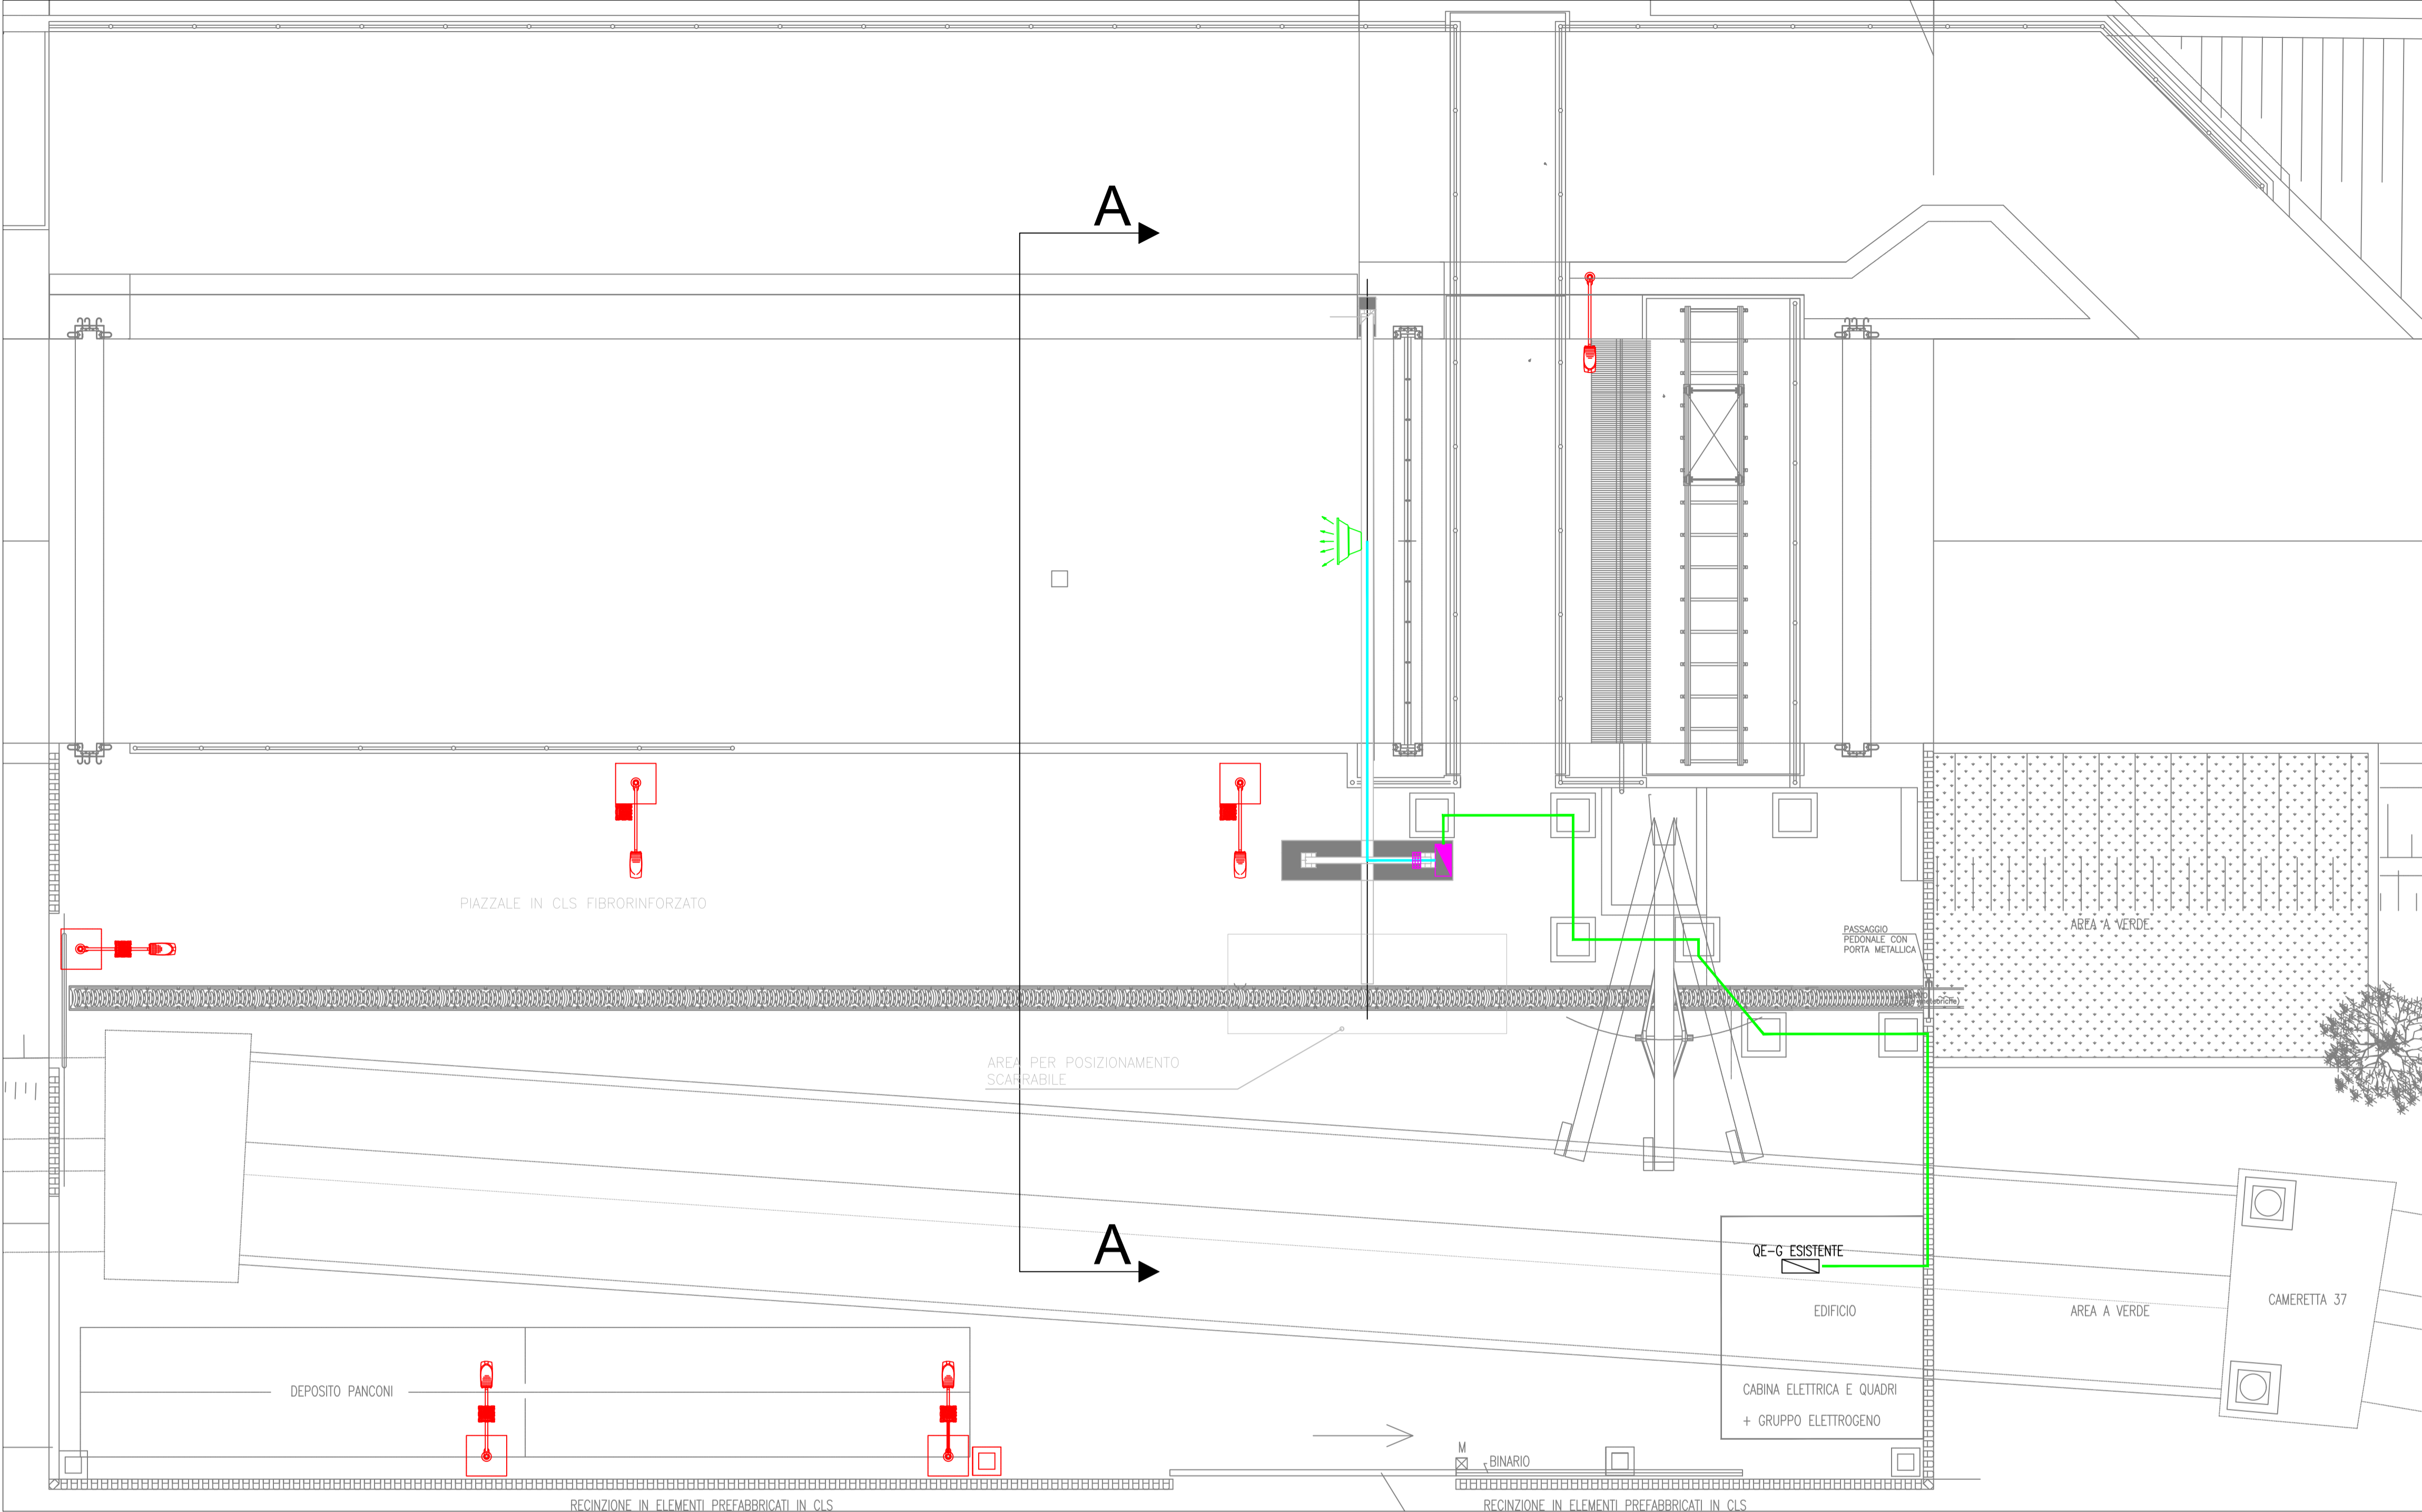 A
PIAZZALE IN CLS FIBRORINFORZATO
AREA A VERDE
PASSAGGIO
PEDONALE CON
PORTA METALLICA
AREA PER POSIZIONAMENTO
SCARRABILE
A
QE-G ESISTENTE
CAMERETTA 37
EDIFICIO
AREA A VERDE
DEPOSITO PANCONI
CABINA ELETTRICA E QUADRI
+ GRUPPO ELETTROGENO
M
BINARIO
RECINZIONE IN ELEMENTI PREFABBRICATI IN CLS
RECINZIONE IN ELEMENTI PREFABBRICATI IN CLS